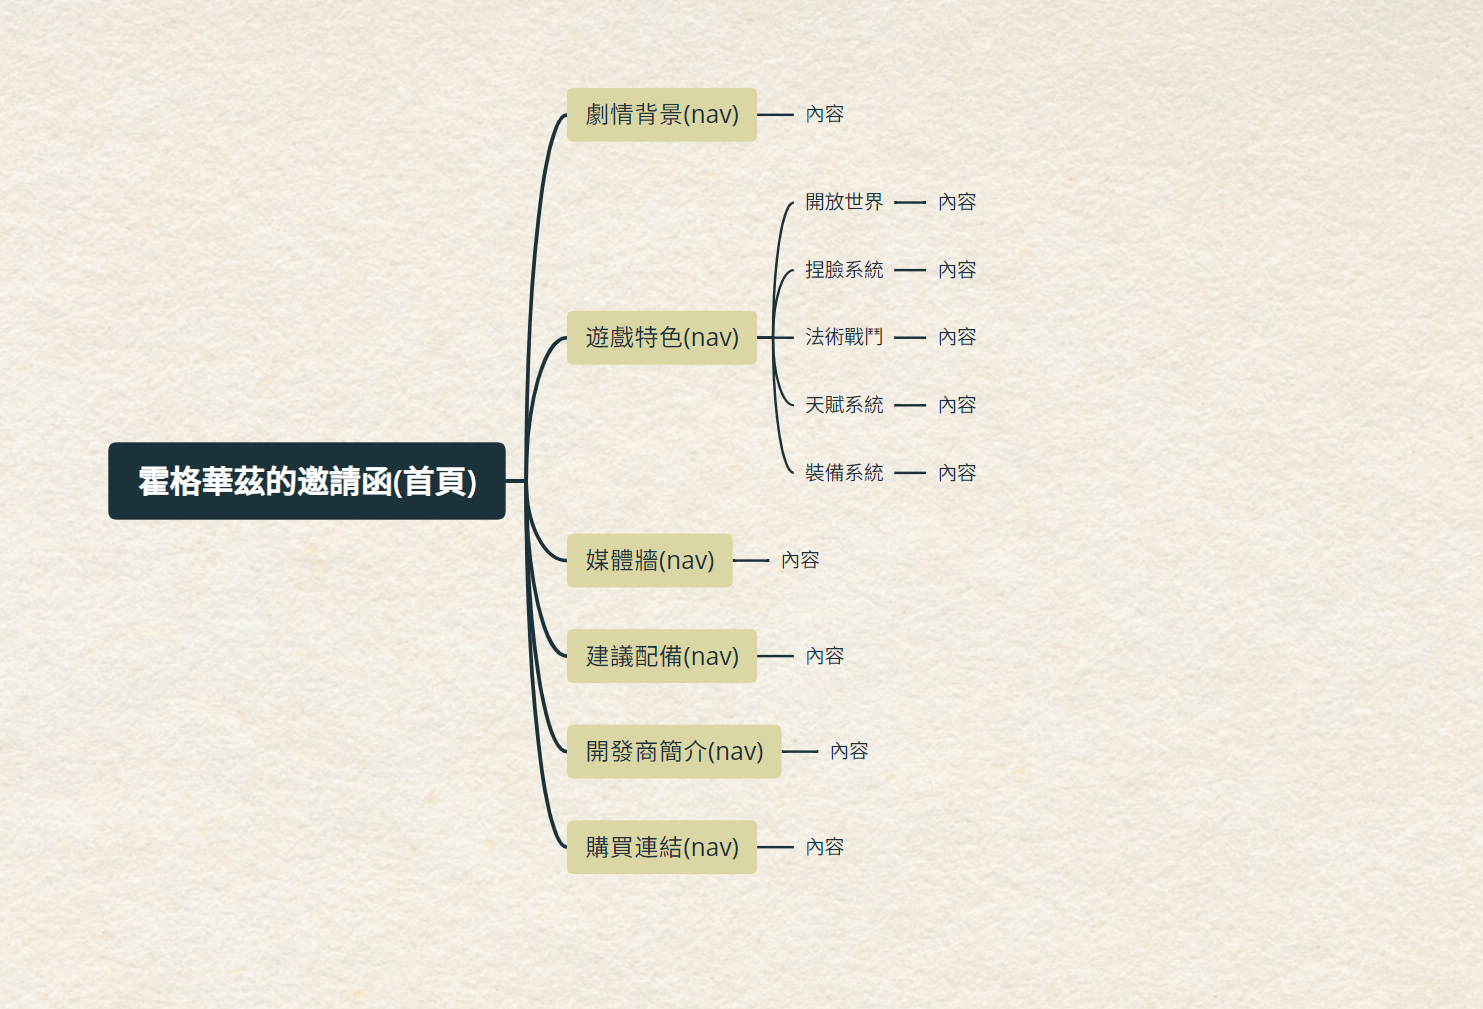 霍格華茲的邀請函(首頁)
劇情背景(nav)
內容
遊戲特色(nav)
開放世界
內容
捏臉系統
內容
法術戰鬥
內容
天賦系統
內容
裝備系統
內容
媒體牆(nav)
內容
建議配備(nav)
內容
開發商簡介(nav)
內容
購買連結(nav)
內容